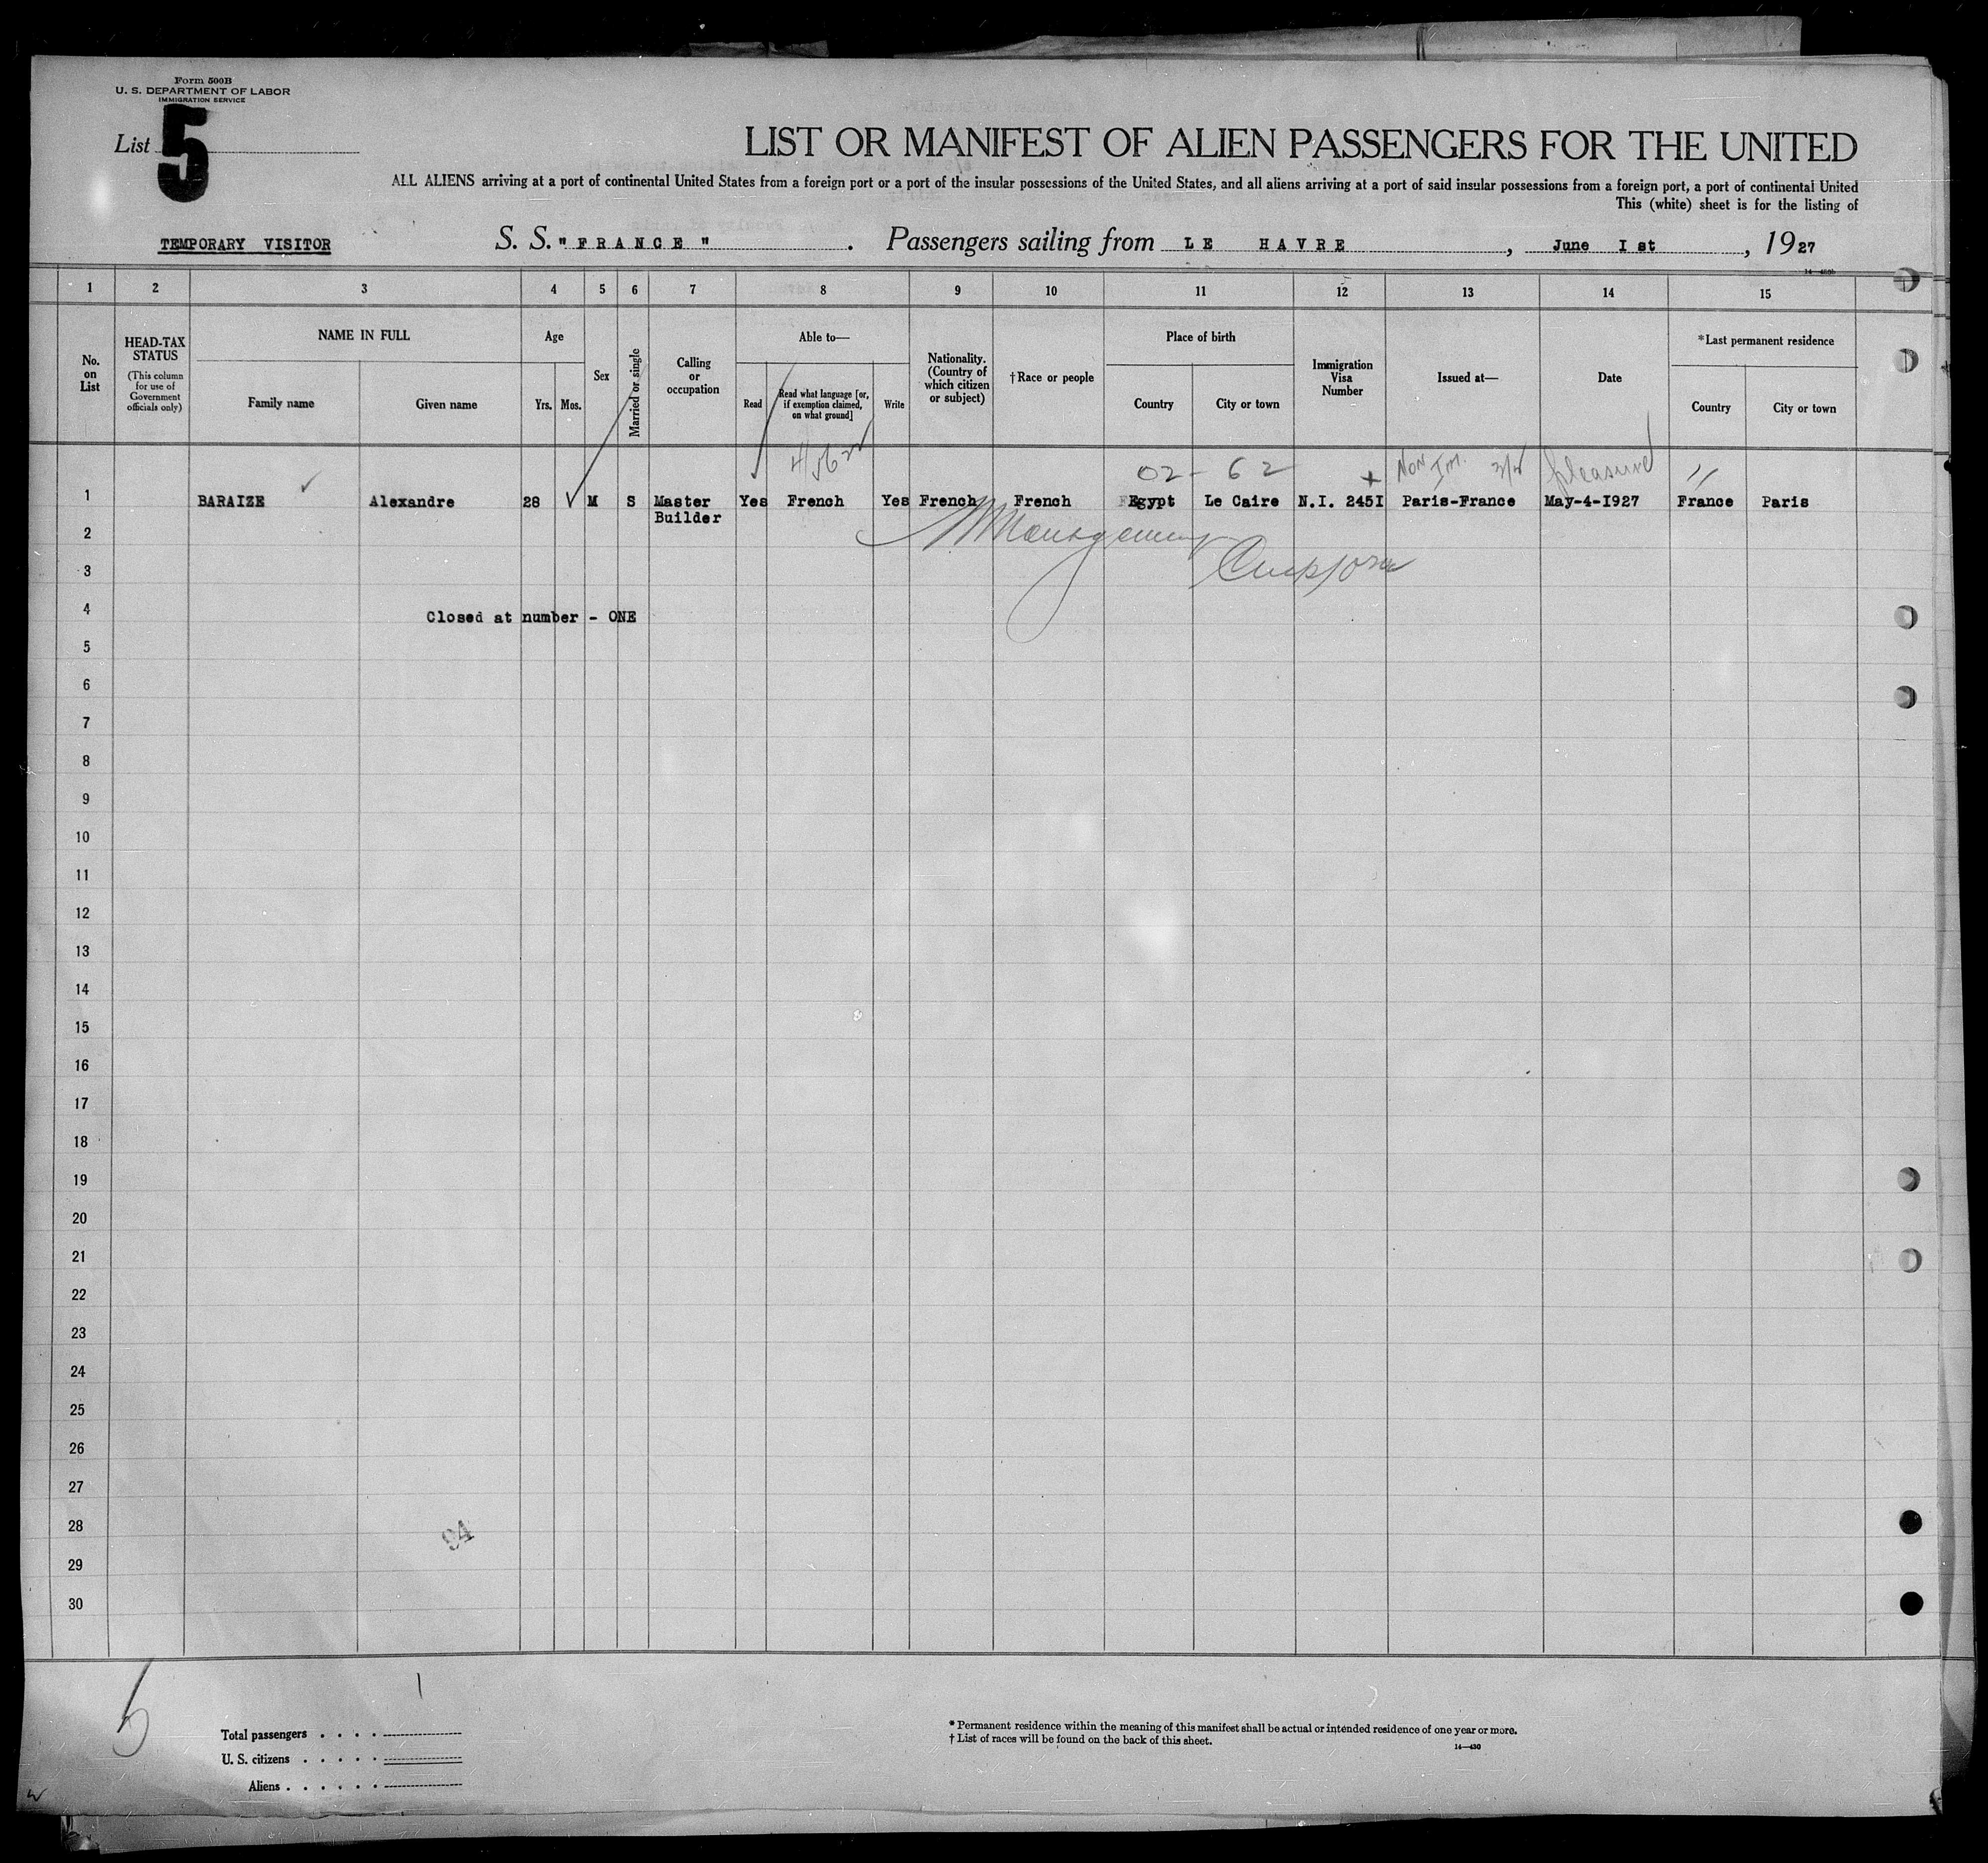 Form 500B
U. S. DEPARTMENT OF LABOR
IMMIGRATION SERVICE
List 5
LIST OR MANIFEST OF ALIEN PASSENGERS FOR THE UNITED
ALL ALIENS arriving at a port of continental United States from a foreign port or a port of the insular possessions of the United States, and all aliens arriving at a port of said insular possessions from a foreign port, a port of continental United
This (white) sheet is for the listing of
TEMPORARY VISITOR S. S. "FRANCE". Passengers sailing from LE HAVRE, June I st, 1927
1 2 3 4 5 6 7 8 9 10 11 12 13 14 15
No. on List
HEAD-TAX STATUS (This column for use of Government officials only)
NAME IN FULL
Family name Given name
Age
Yrs. Mos.
Sex
Married or single
Calling or occupation
Able to—
Read Read what language [or, if exemption claimed, on what ground] Write
Nationality. (Country of which citizen or subject)
†Race or people
Place of birth
Country City or town
Immigration Visa Number
Issued at—
Date
*Last permanent residence
Country City or town
02 - 62 Non Im. pleasure
1 BARAIZE Alexandre 28 M S Master Yes French Yes French French Egypt Le Caire N.I. 245I Paris-France May-4-I927 France Paris
Builder
2
3
4 Closed at number - ONE
5
6
7
8
9
10
11
12
13
14
15
16
17
18
19
20
21
22
23
24
25
26
27
28
94
29
30
1
Total passengers
U. S. citizens
Aliens
* Permanent residence within the meaning of this manifest shall be actual or intended residence of one year or more.
† List of races will be found on the back of this sheet.
14—430